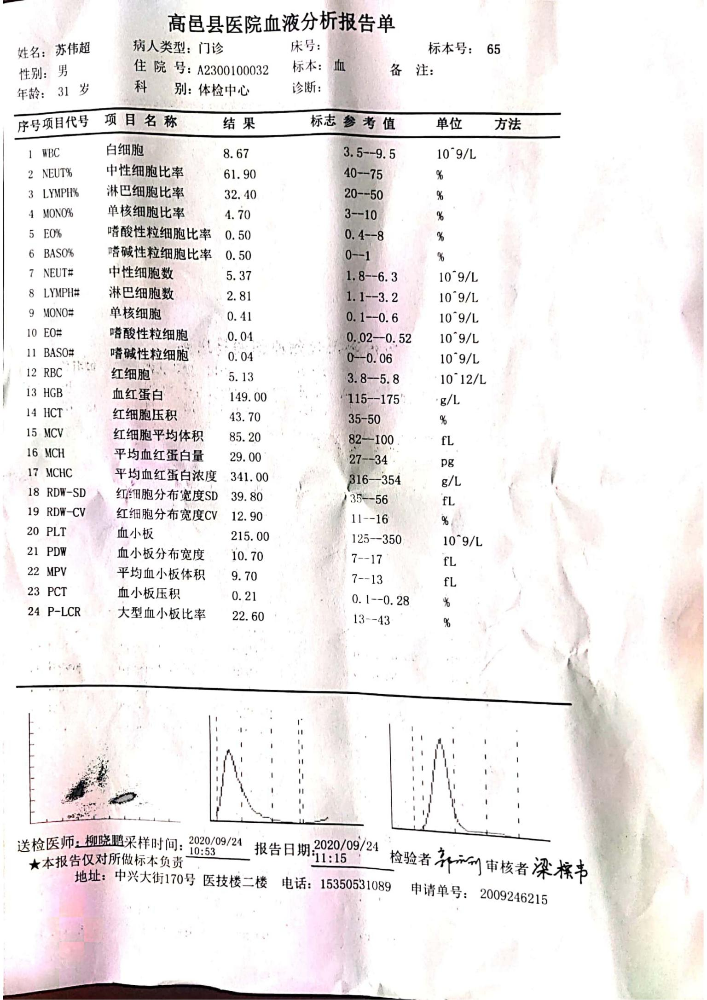 高邑县医院血液分析报告单
姓名： 苏伟超 病人类型：门诊 床号： 标本号： 65
性别： 男 住 院 号：A2300100032 标本： 血 备 注：
年龄： 31 岁 科 别：体检中心 诊断：
序号 项目代号 项 目 名 称 结 果 标志 参 考 值 单位 方法
1 WBC 白细胞 8.67 3.5--9.5 10^9/L
2 NEUT% 中性细胞比率 61.90 40--75 %
3 LYMPH% 淋巴细胞比率 32.40 20--50 %
4 MONO% 单核细胞比率 4.70 3--10 %
5 EO% 嗜酸性粒细胞比率 0.50 0.4--8 %
6 BASO% 嗜碱性粒细胞比率 0.50 0--1 %
7 NEUT# 中性细胞数 5.37 1.8--6.3 10^9/L
8 LYMPH# 淋巴细胞数 2.81 1.1--3.2 10^9/L
9 MONO# 单核细胞 0.41 0.1--0.6 10^9/L
10 EO# 嗜酸性粒细胞 0.04 0.02--0.52 10^9/L
11 BASO# 嗜碱性粒细胞 0.04 0--0.06 10^9/L
12 RBC 红细胞 5.13 3.8--5.8 10^12/L
13 HGB 血红蛋白 149.00 115--175 g/L
14 HCT 红细胞压积 43.70 35-50 %
15 MCV 红细胞平均体积 85.20 82--100 fL
16 MCH 平均血红蛋白量 29.00 27--34 pg
17 MCHC 平均血红蛋白浓度 341.00 316--354 g/L
18 RDW-SD 红细胞分布宽度SD 39.80 35--56 fL
19 RDW-CV 红细胞分布宽度CV 12.90 11--16 %
20 PLT 血小板 215.00 125--350 10^9/L
21 PDW 血小板分布宽度 10.70 7--17 fL
22 MPV 平均血小板体积 9.70 7--13 fL
23 PCT 血小板压积 0.21 0.1--0.28 %
24 P-LCR 大型血小板比率 22.60 13--43 %
送检医师：柳晓鹏 采样时间： 2020/09/24 10:53 报告日期： 2020/09/24 11:15 检验者 审核者
★本报告仅对所做标本负责
地址： 中兴大街170号 医技楼二楼 电话：15350531089 申请单号： 2009246215